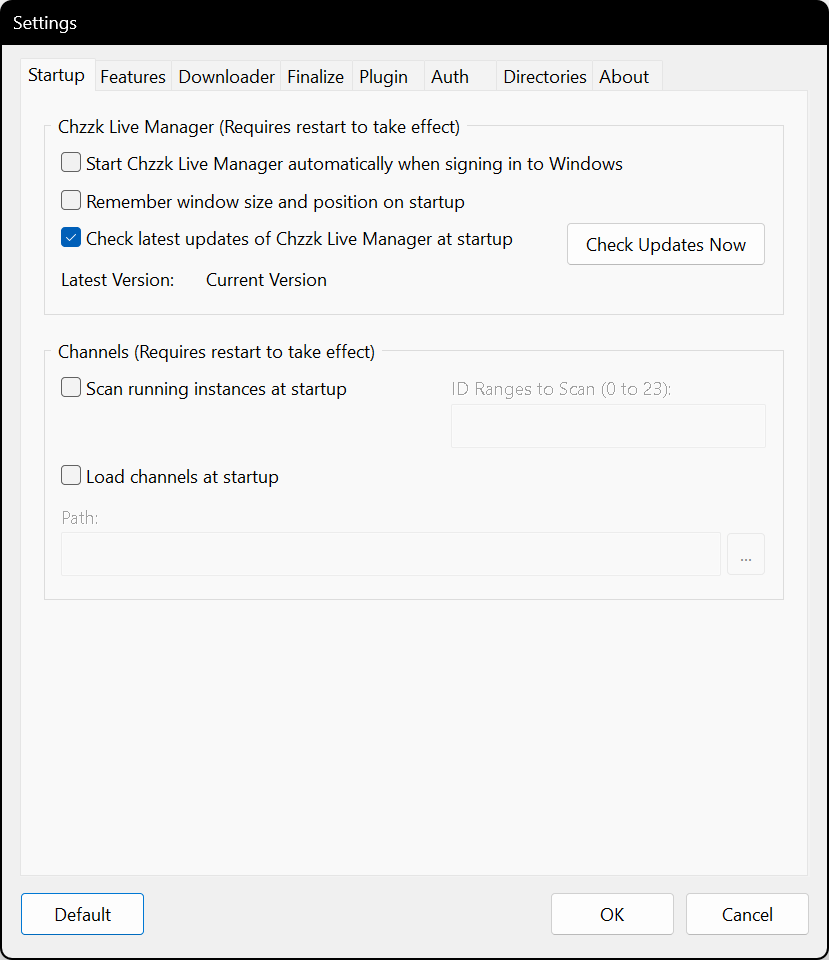 Settings
Startup Features Downloader Finalize Plugin Auth Directories About
Chzzk Live Manager (Requires restart to take effect)
Start Chzzk Live Manager automatically when signing in to Windows
Remember window size and position on startup
Check latest updates of Chzzk Live Manager at startup
Check Updates Now
Latest Version: Current Version
Channels (Requires restart to take effect)
Scan running instances at startup
ID Ranges to Scan (0 to 23):
Load channels at startup
Path:
...
Default OK Cancel